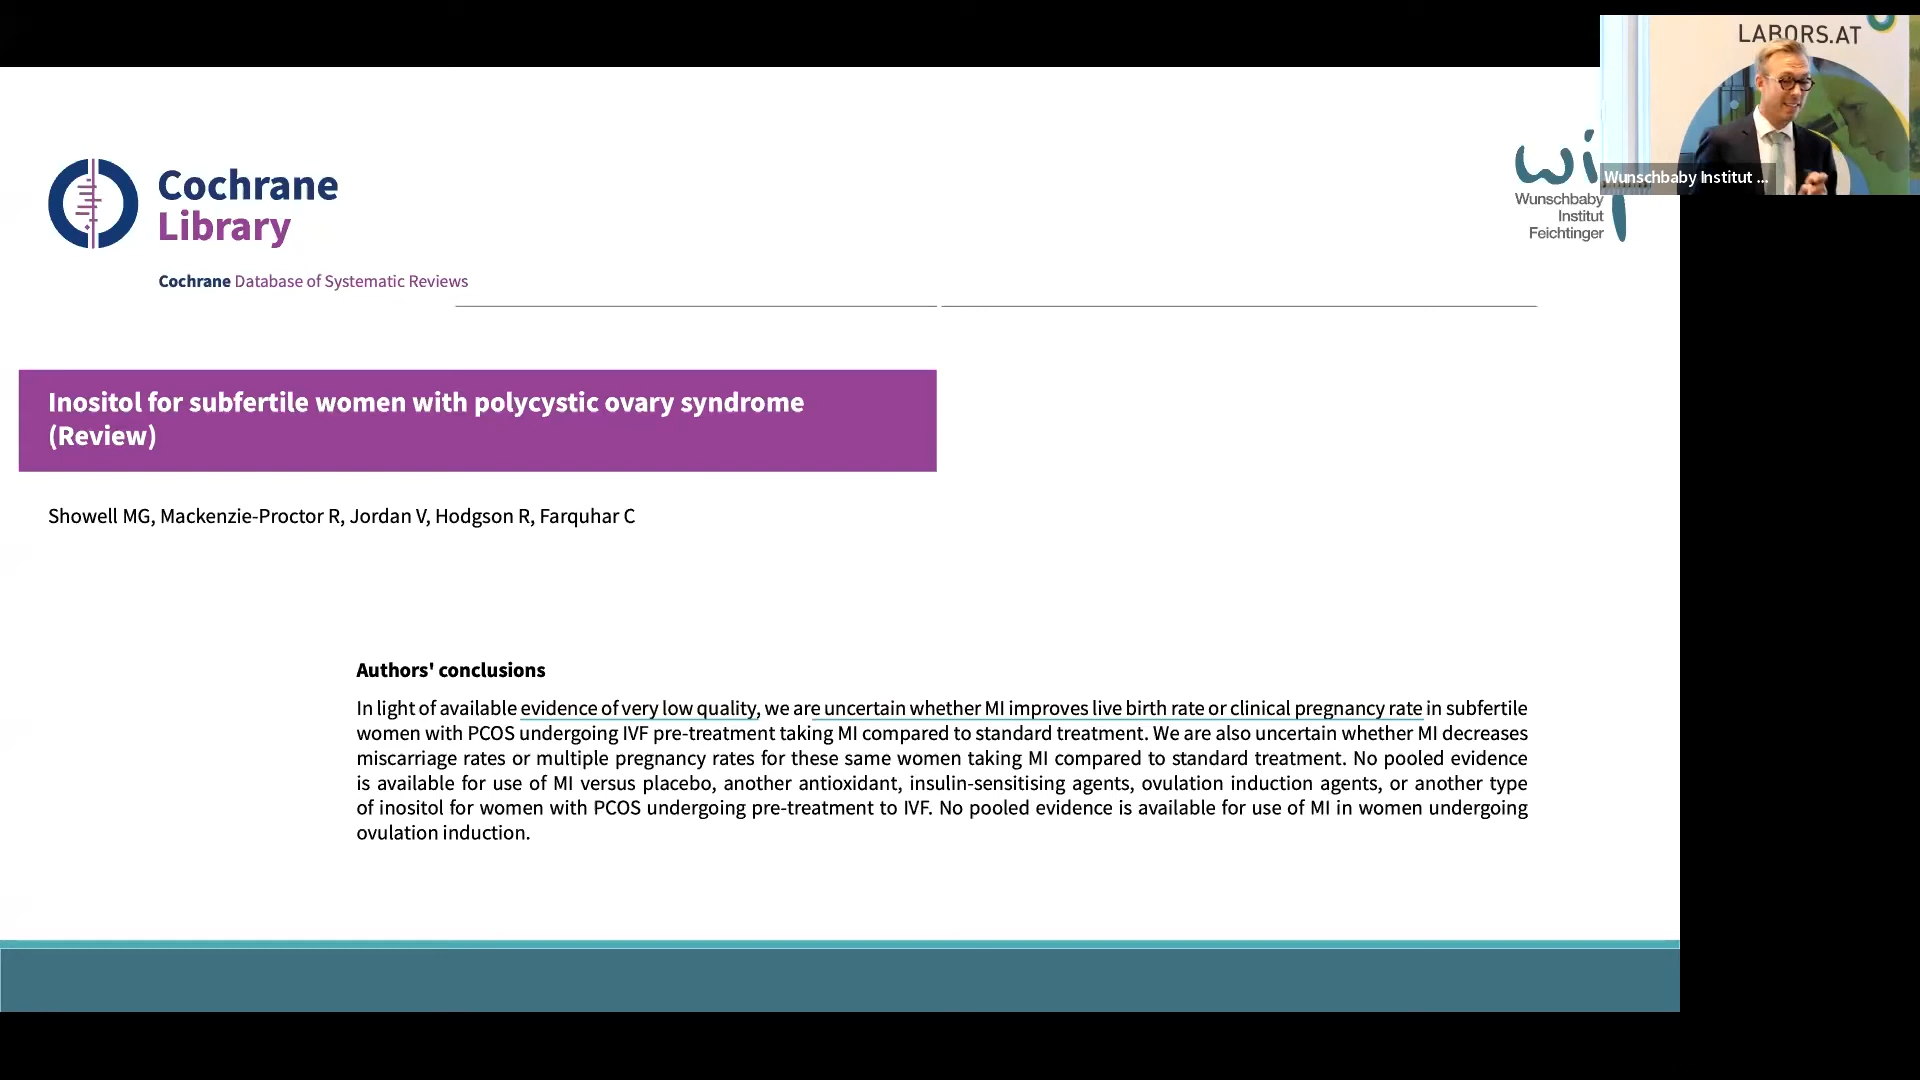 LABORS.AT
Wunschbaby Institut ...
Cochrane
Library
wif
Wunschbaby
Institut
Feichtinger
Cochrane Database of Systematic Reviews
Inositol for subfertile women with polycystic ovary syndrome
(Review)
Showell MG, Mackenzie-Proctor R, Jordan V, Hodgson R, Farquhar C
Authors' conclusions
In light of available evidence of very low quality, we are uncertain whether MI improves live birth rate or clinical pregnancy rate in subfertile
women with PCOS undergoing IVF pre-treatment taking MI compared to standard treatment. We are also uncertain whether MI decreases
miscarriage rates or multiple pregnancy rates for these same women taking MI compared to standard treatment. No pooled evidence
is available for use of MI versus placebo, another antioxidant, insulin-sensitising agents, ovulation induction agents, or another type
of inositol for women with PCOS undergoing pre-treatment to IVF. No pooled evidence is available for use of MI in women undergoing
ovulation induction.